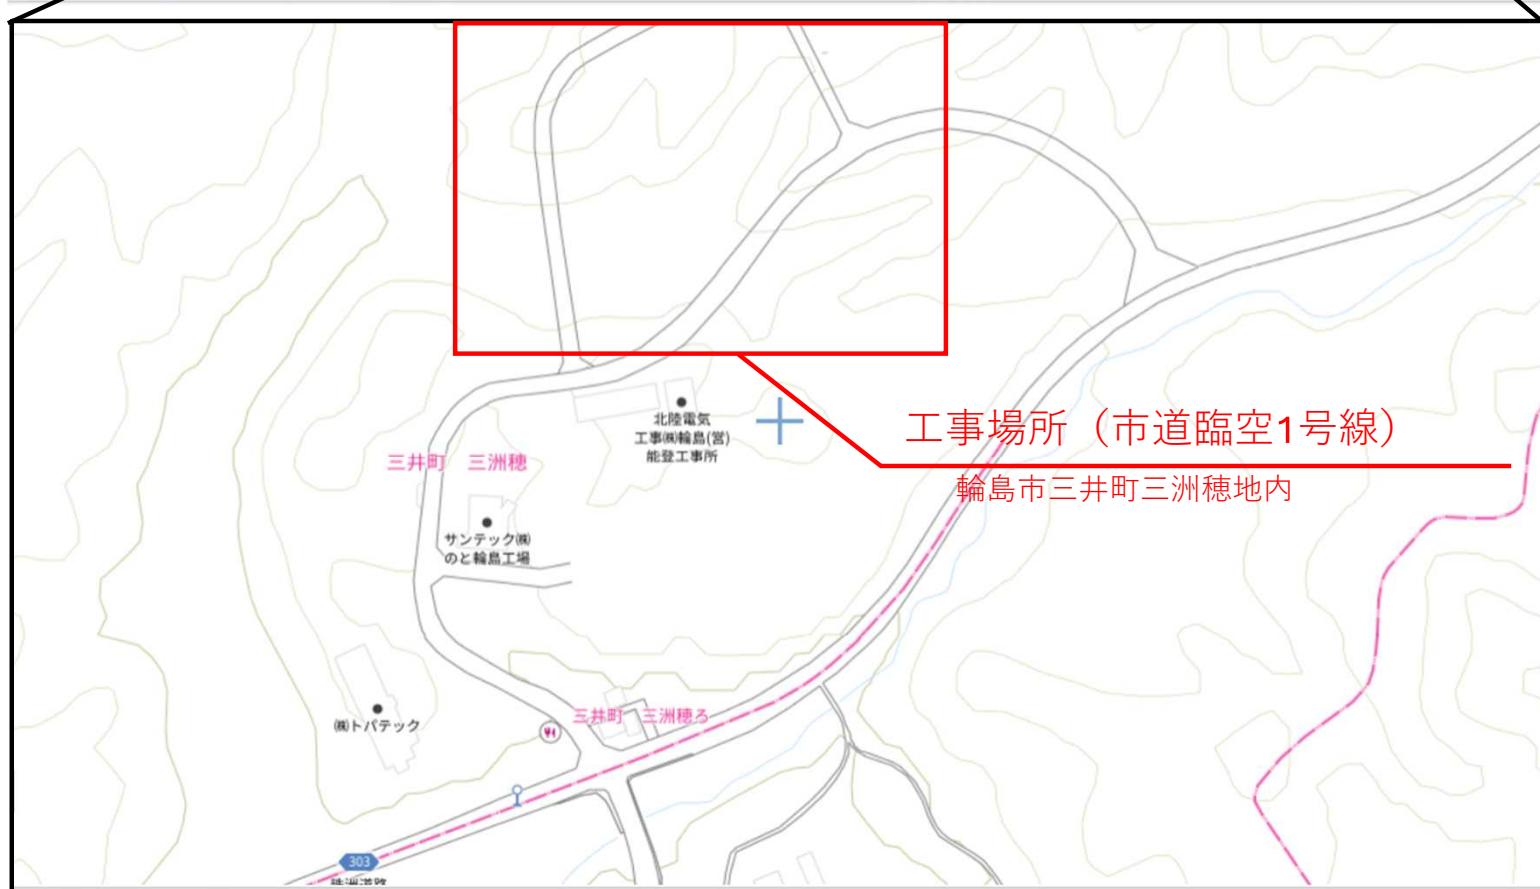 北陸電気
工事㈱輪島(営)
能登工事所
工事場所（市道臨空1号線）
輪島市三井町三洲穂地内
三井町 三洲穂
サンテック㈱
のと輪島工場
三井町 三洲穂ろ
㈱トパテック
303